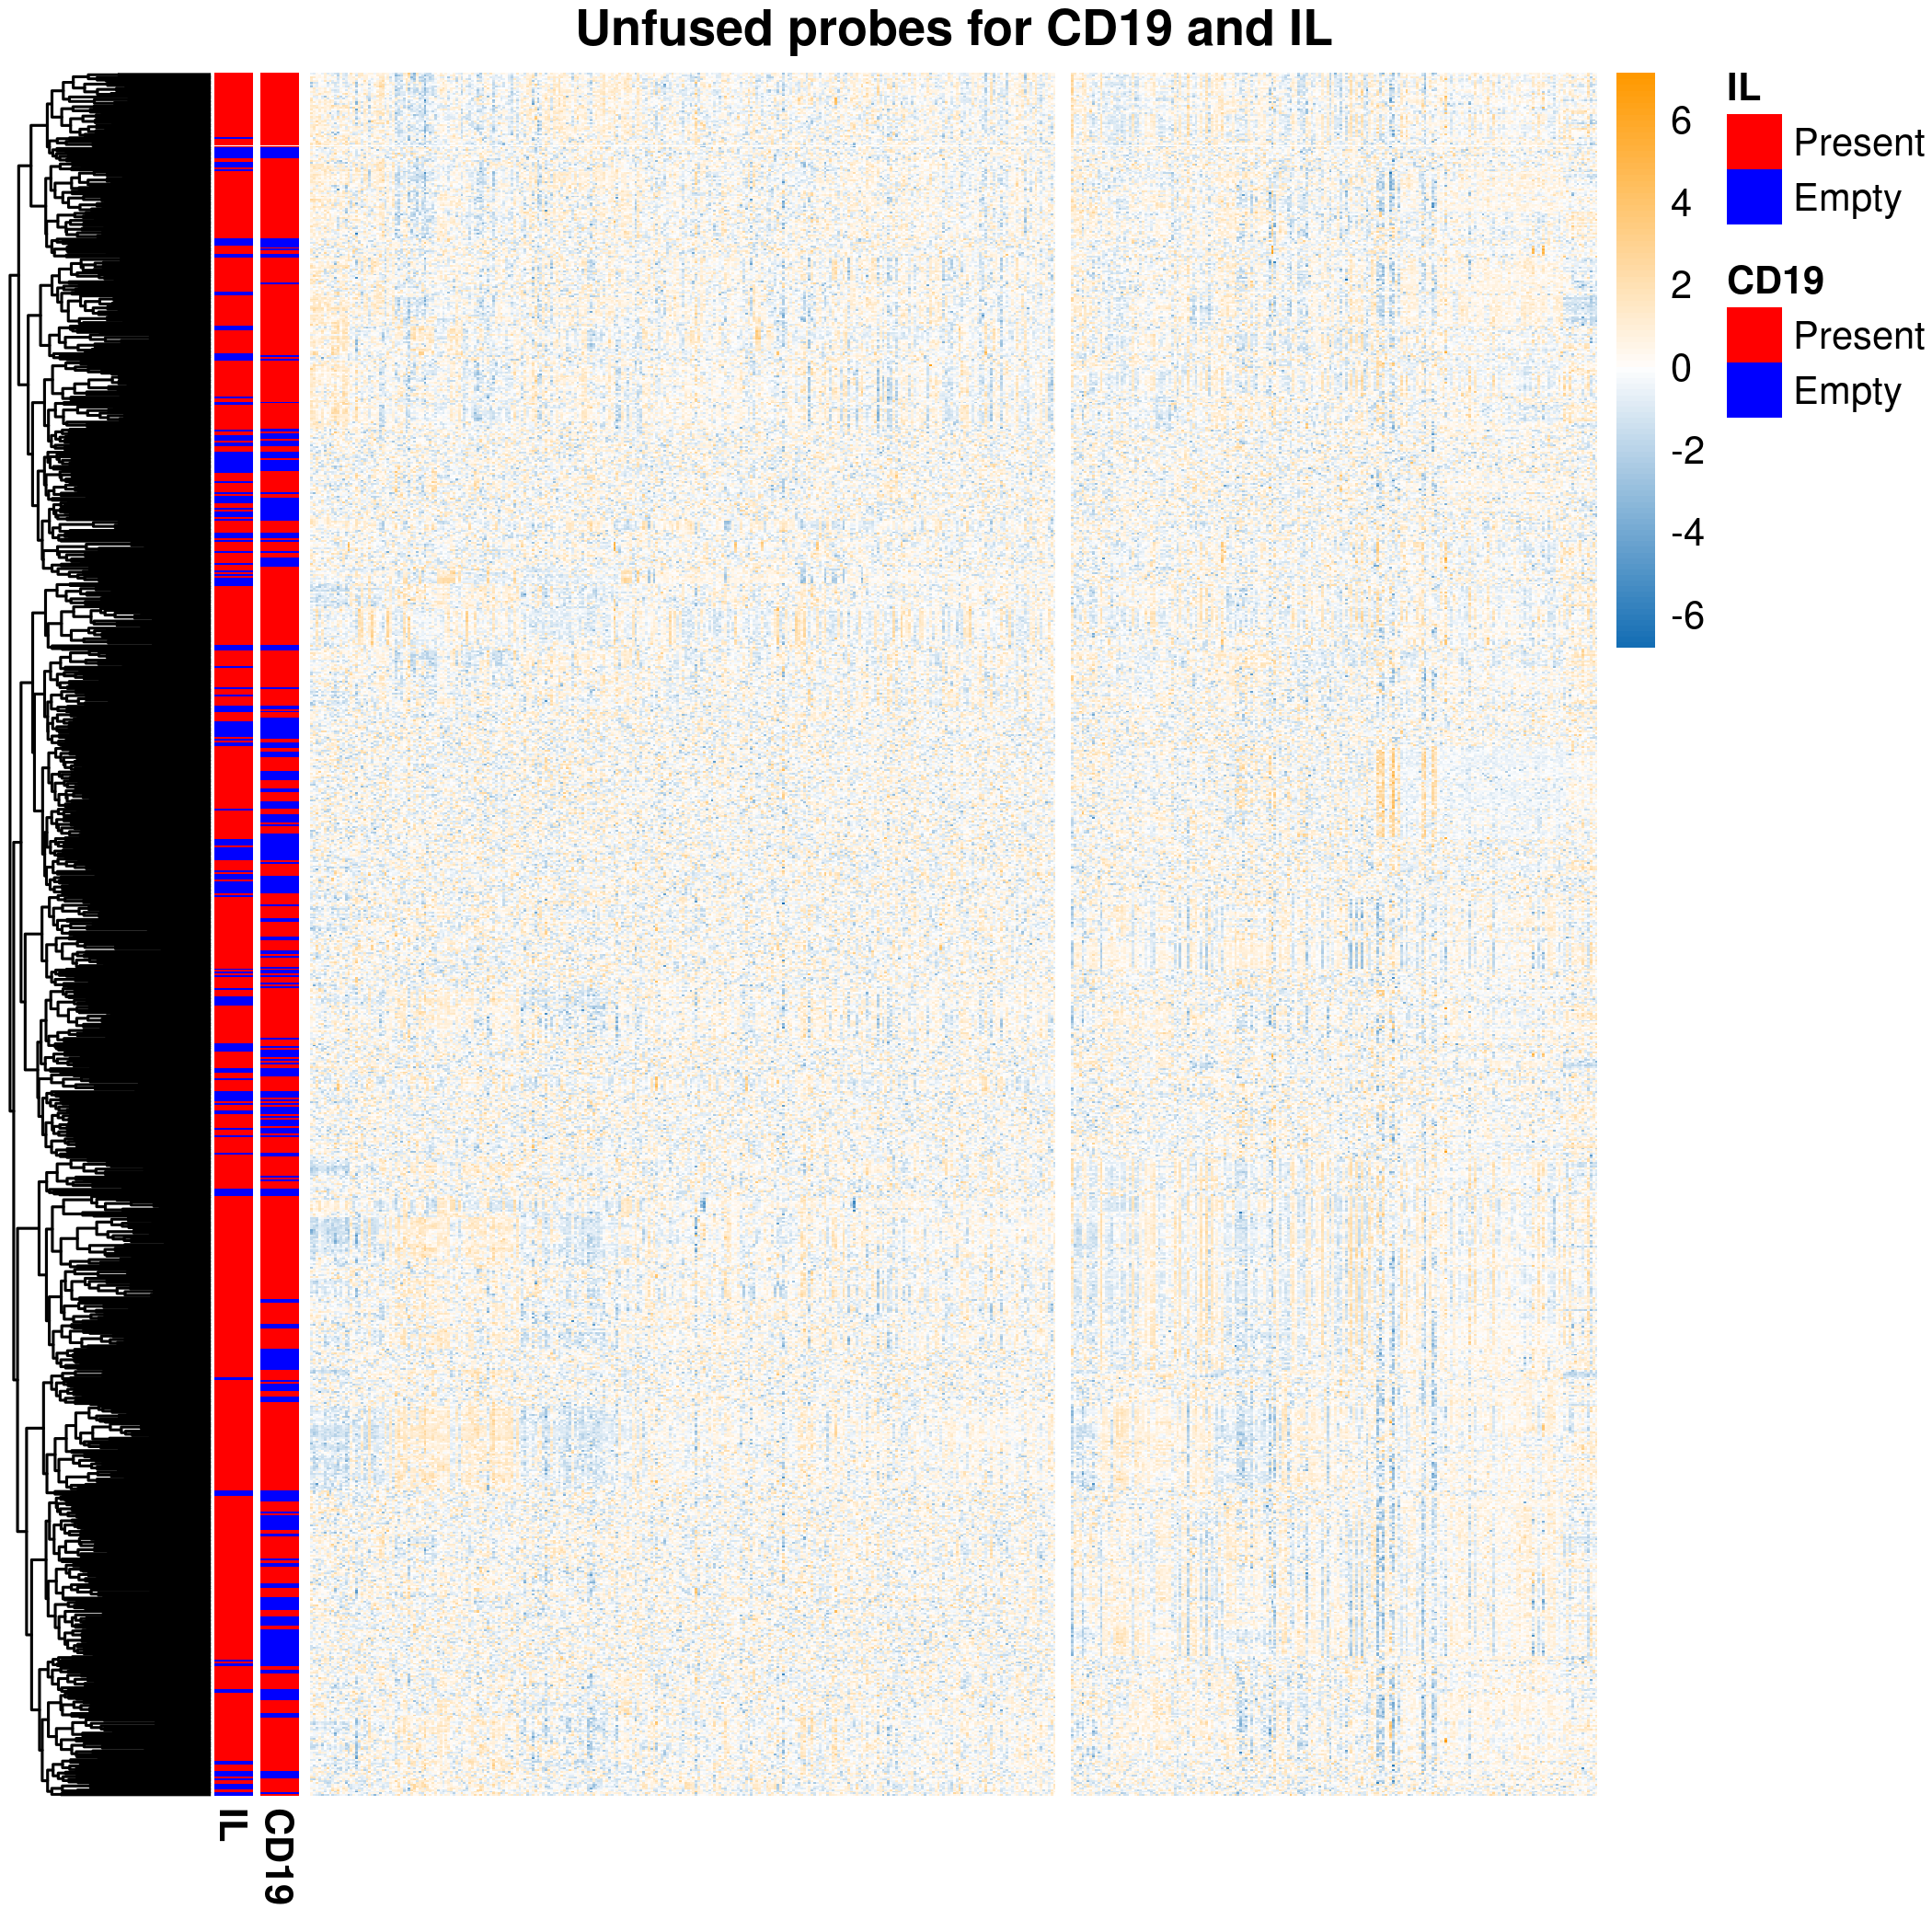 Unfused probes for CD19 and IL
6
4
2
0
-2
-4
-6
IL
Present
Empty
CD19
Present
Empty
IL
CD19